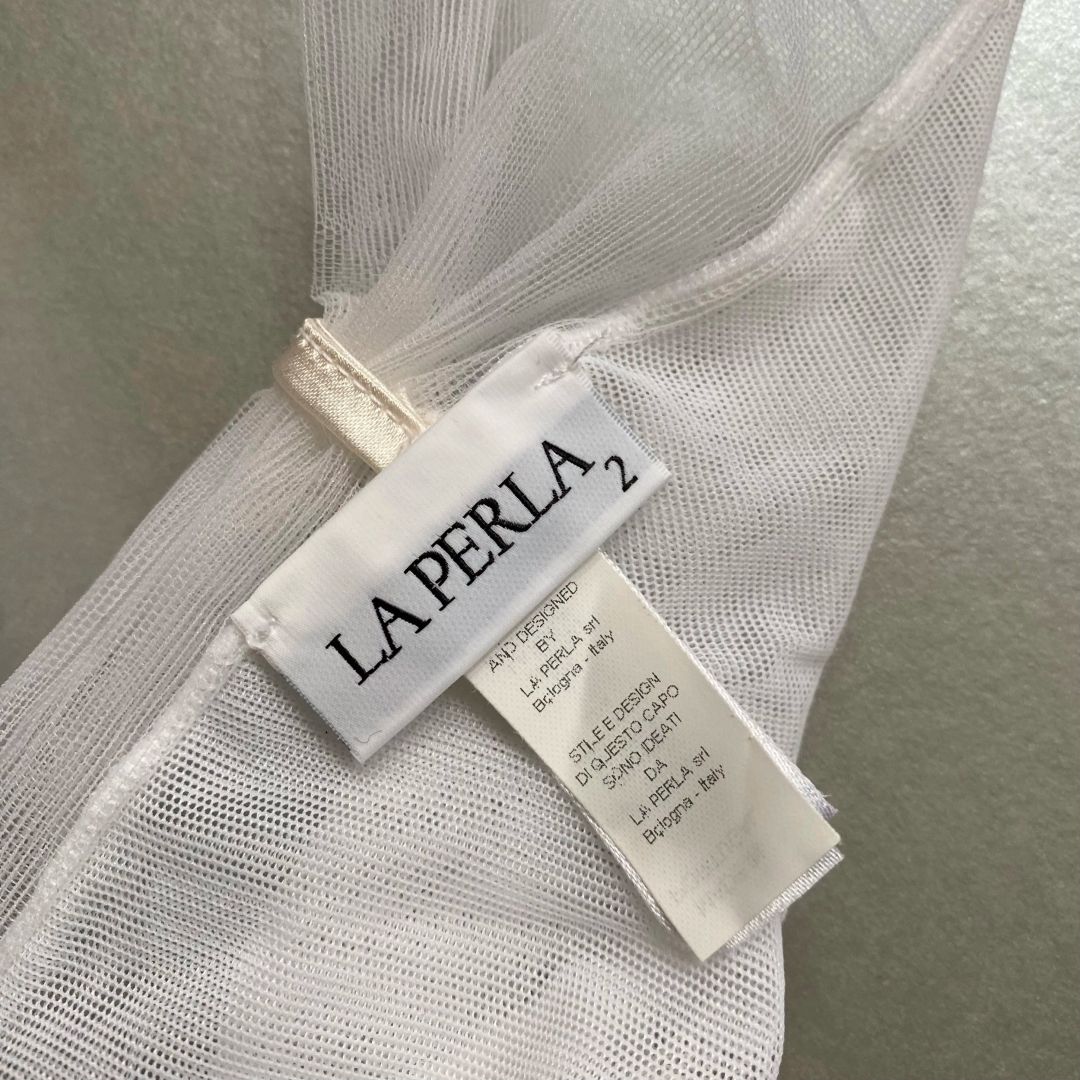 LA PERLA 2
AND DESIGNED
BY
LA PERLA srl
Bologna - Italy
STILE E DESIGN
DI QUESTO CAPO
SONO IDEATI
DA
LA PERLA srl
Bologna - Italy